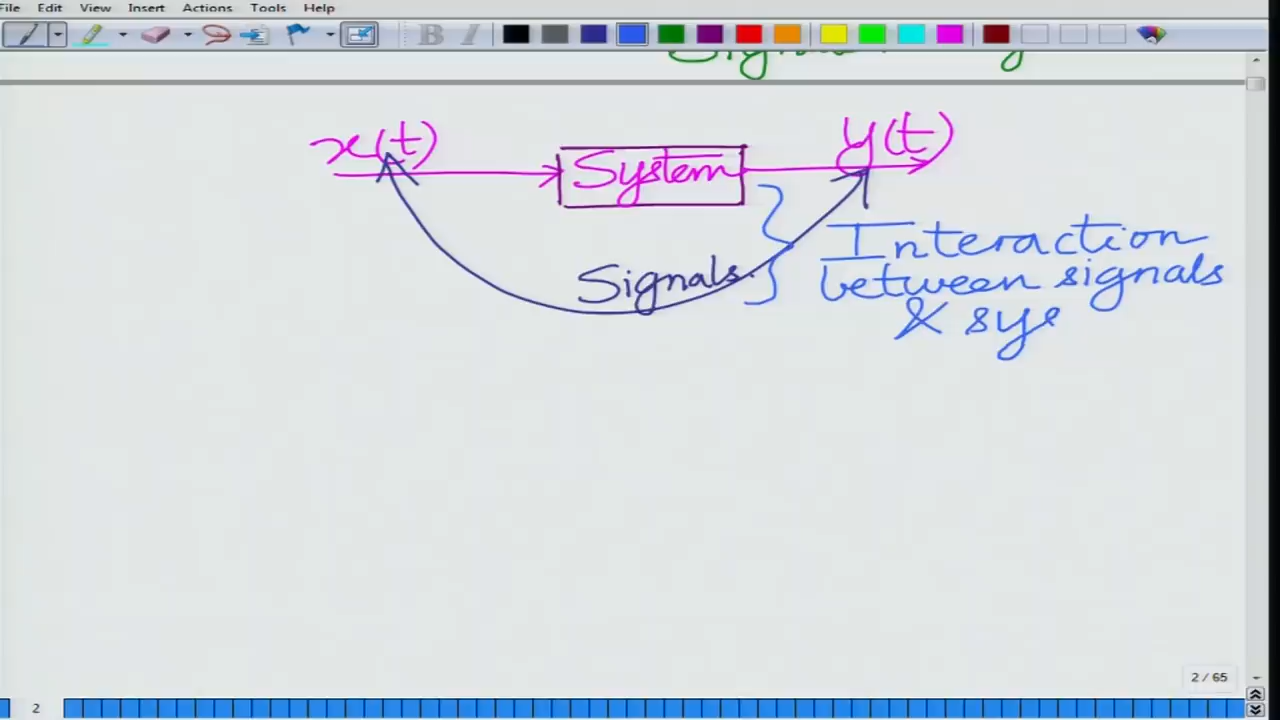 File Edit View Insert Actions Tools Help
x(t) System y(t)
Signals
Interaction
between signals
& sys
2 / 65
2